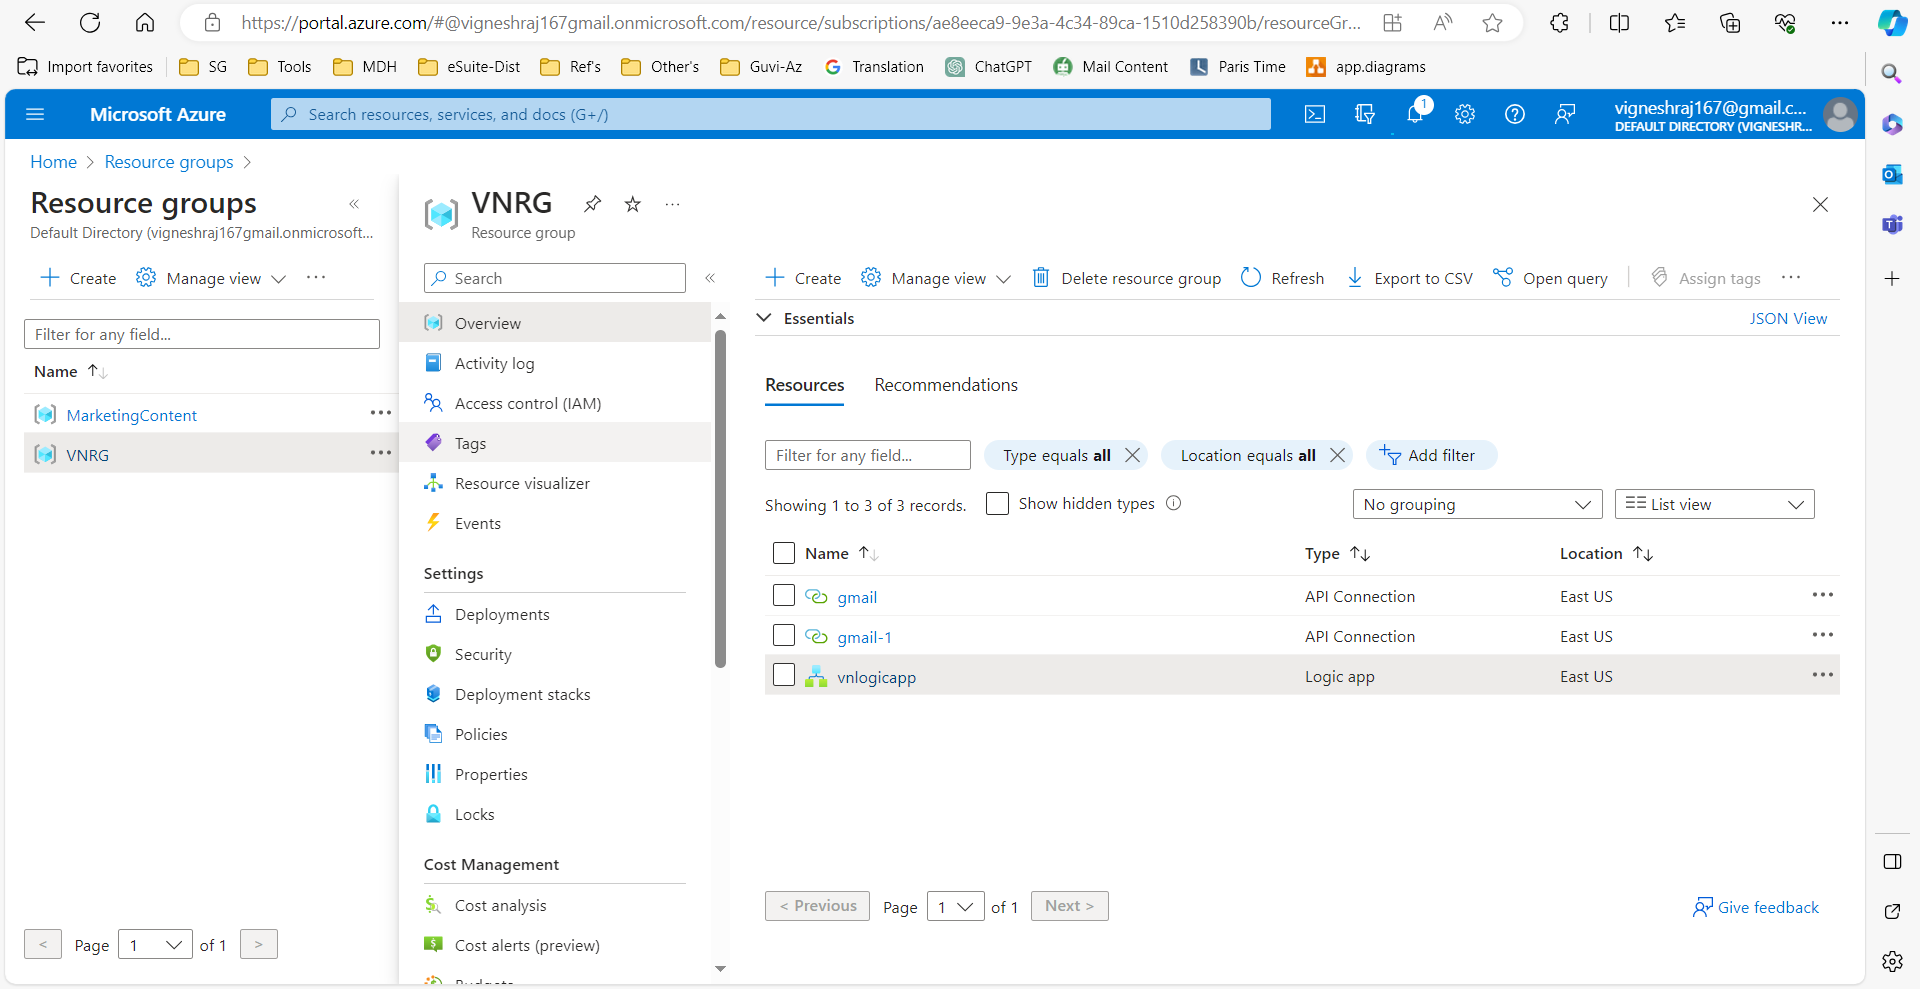 https://portal.azure.com/#@vigneshraj167gmail.onmicrosoft.com/resource/subscriptions/ae8eeca9-9e3a-4c34-89ca-1510d258390b/resourceGr...
Import favorites
SG
Tools
MDH
eSuite-Dist
Ref's
Other's
Guvi-Az
Translation
ChatGPT
Mail Content
Paris Time
app.diagrams
Microsoft Azure
Search resources, services, and docs (G+/)
1
vigneshraj167@gmail.c...
DEFAULT DIRECTORY (VIGNESHR...
Home > Resource groups >
Resource groups
Default Directory (vigneshraj167gmail.onmicrosoft...
Create
Manage view
Filter for any field...
Name
MarketingContent
VNRG
< Page 1 of 1 >
VNRG
Resource group
Search
Overview
Activity log
Access control (IAM)
Tags
Resource visualizer
Events
Settings
Deployments
Security
Deployment stacks
Policies
Properties
Locks
Cost Management
Cost analysis
Cost alerts (preview)
Budgets
Create
Manage view
Delete resource group
Refresh
Export to CSV
Open query
Assign tags
Essentials
JSON View
Resources
Recommendations
Filter for any field...
Type equals all
Location equals all
Add filter
Showing 1 to 3 of 3 records.
Show hidden types
No grouping
List view
Name Type Location
gmail API Connection East US
gmail-1 API Connection East US
vnlogicapp Logic app East US
< Previous Page 1 of 1 Next >
Give feedback